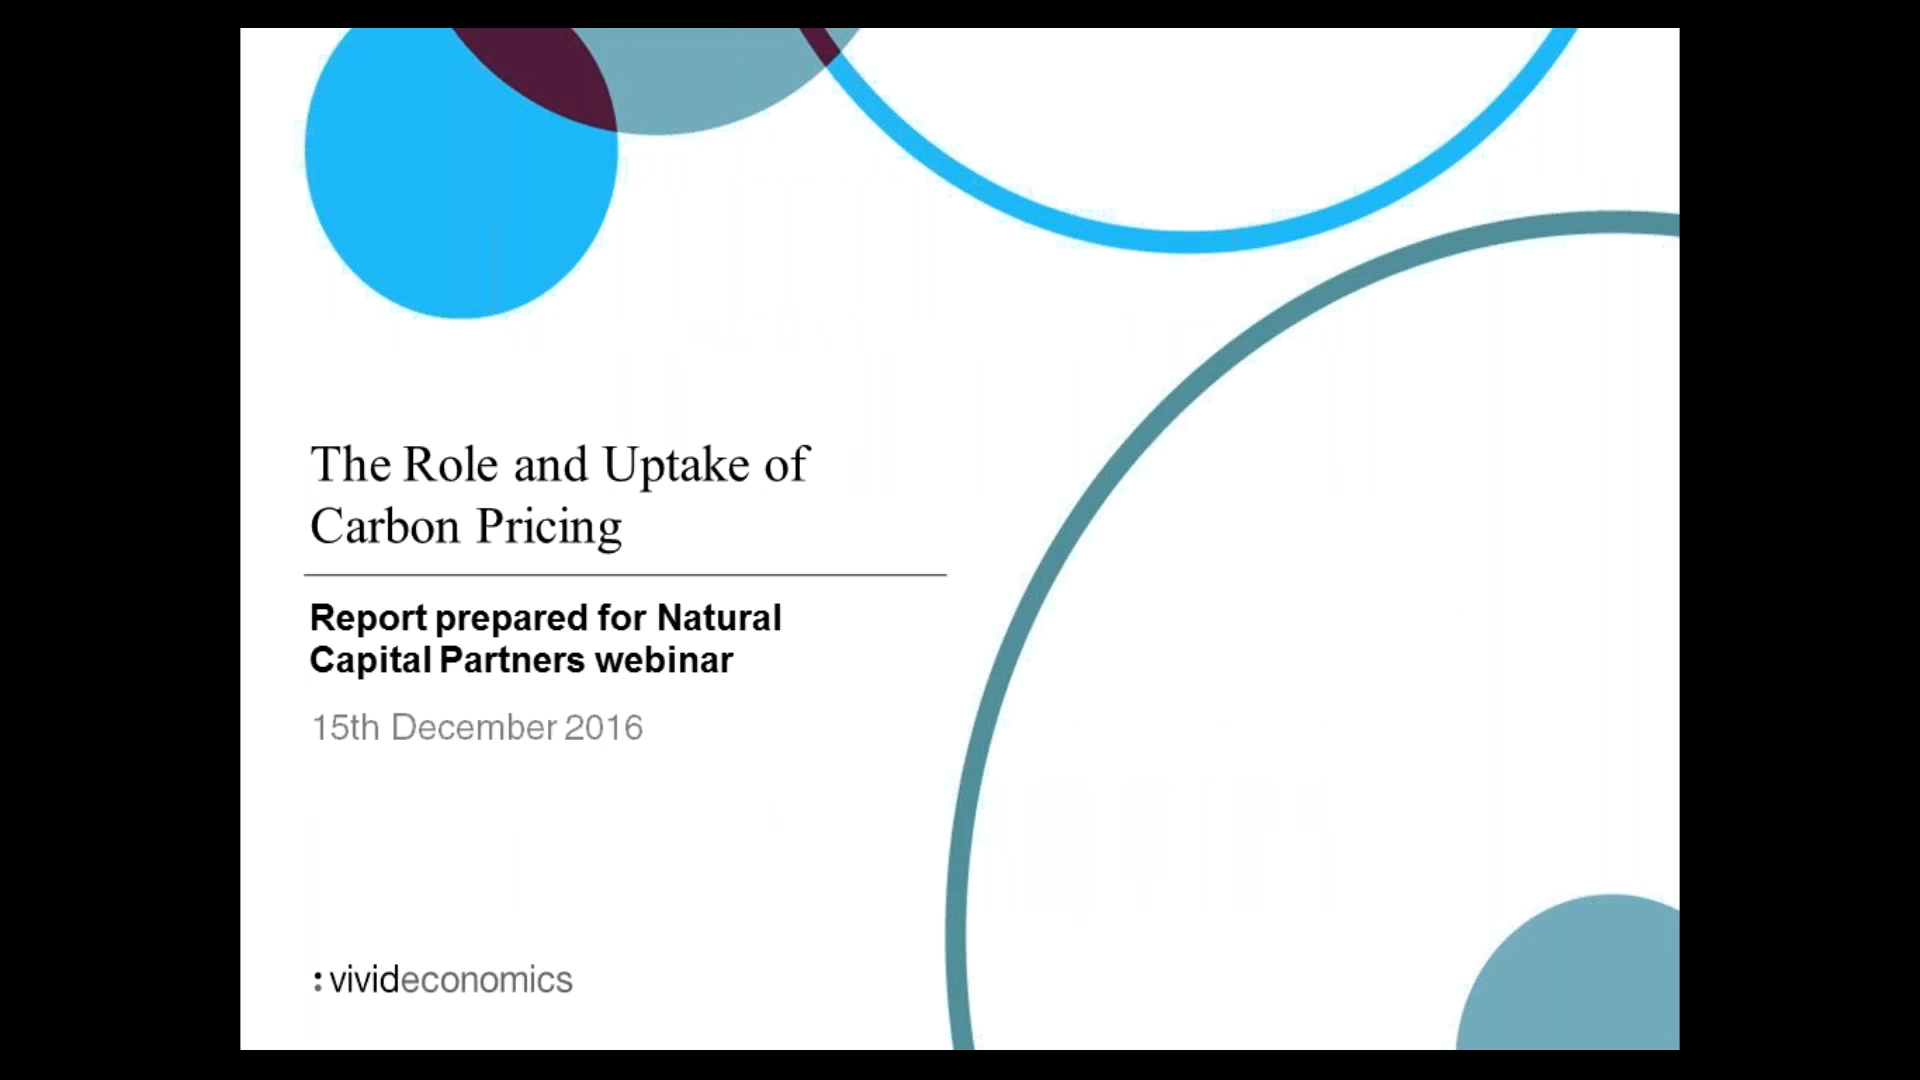 The Role and Uptake of
Carbon Pricing
Report prepared for Natural
Capital Partners webinar
15th December 2016
:vivideconomics